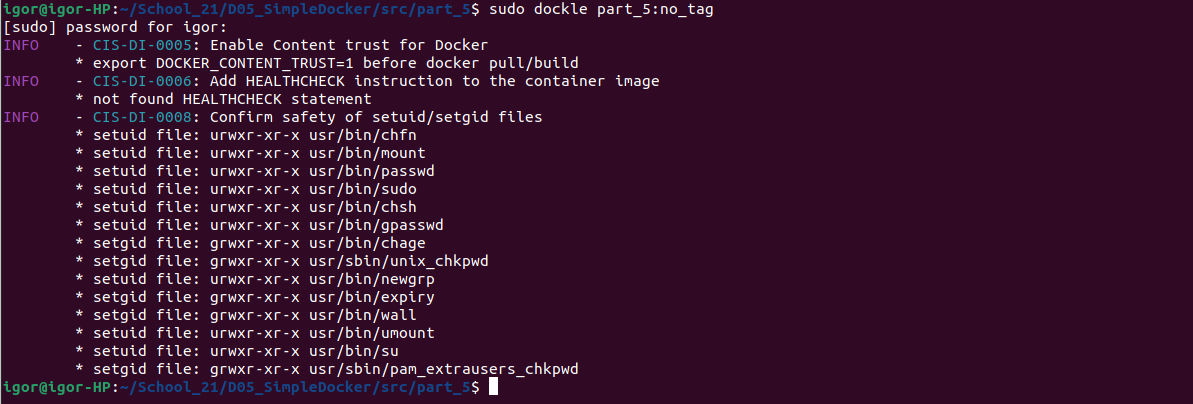 igor@igor-HP:~/School_21/D05_SimpleDocker/src/part_5$ sudo dockle part_5:no_tag
[sudo] password for igor:
INFO    - CIS-DI-0005: Enable Content trust for Docker
        * export DOCKER_CONTENT_TRUST=1 before docker pull/build
INFO    - CIS-DI-0006: Add HEALTHCHECK instruction to the container image
        * not found HEALTHCHECK statement
INFO    - CIS-DI-0008: Confirm safety of setuid/setgid files
        * setuid file: urwxr-xr-x usr/bin/chfn
        * setuid file: urwxr-xr-x usr/bin/mount
        * setuid file: urwxr-xr-x usr/bin/passwd
        * setuid file: urwxr-xr-x usr/bin/sudo
        * setuid file: urwxr-xr-x usr/bin/chsh
        * setuid file: urwxr-xr-x usr/bin/gpasswd
        * setgid file: grwxr-xr-x usr/bin/chage
        * setgid file: grwxr-xr-x usr/sbin/unix_chkpwd
        * setuid file: urwxr-xr-x usr/bin/newgrp
        * setgid file: grwxr-xr-x usr/bin/expiry
        * setgid file: grwxr-xr-x usr/bin/wall
        * setuid file: urwxr-xr-x usr/bin/umount
        * setuid file: urwxr-xr-x usr/bin/su
        * setgid file: grwxr-xr-x usr/sbin/pam_extrausers_chkpwd
igor@igor-HP:~/School_21/D05_SimpleDocker/src/part_5$